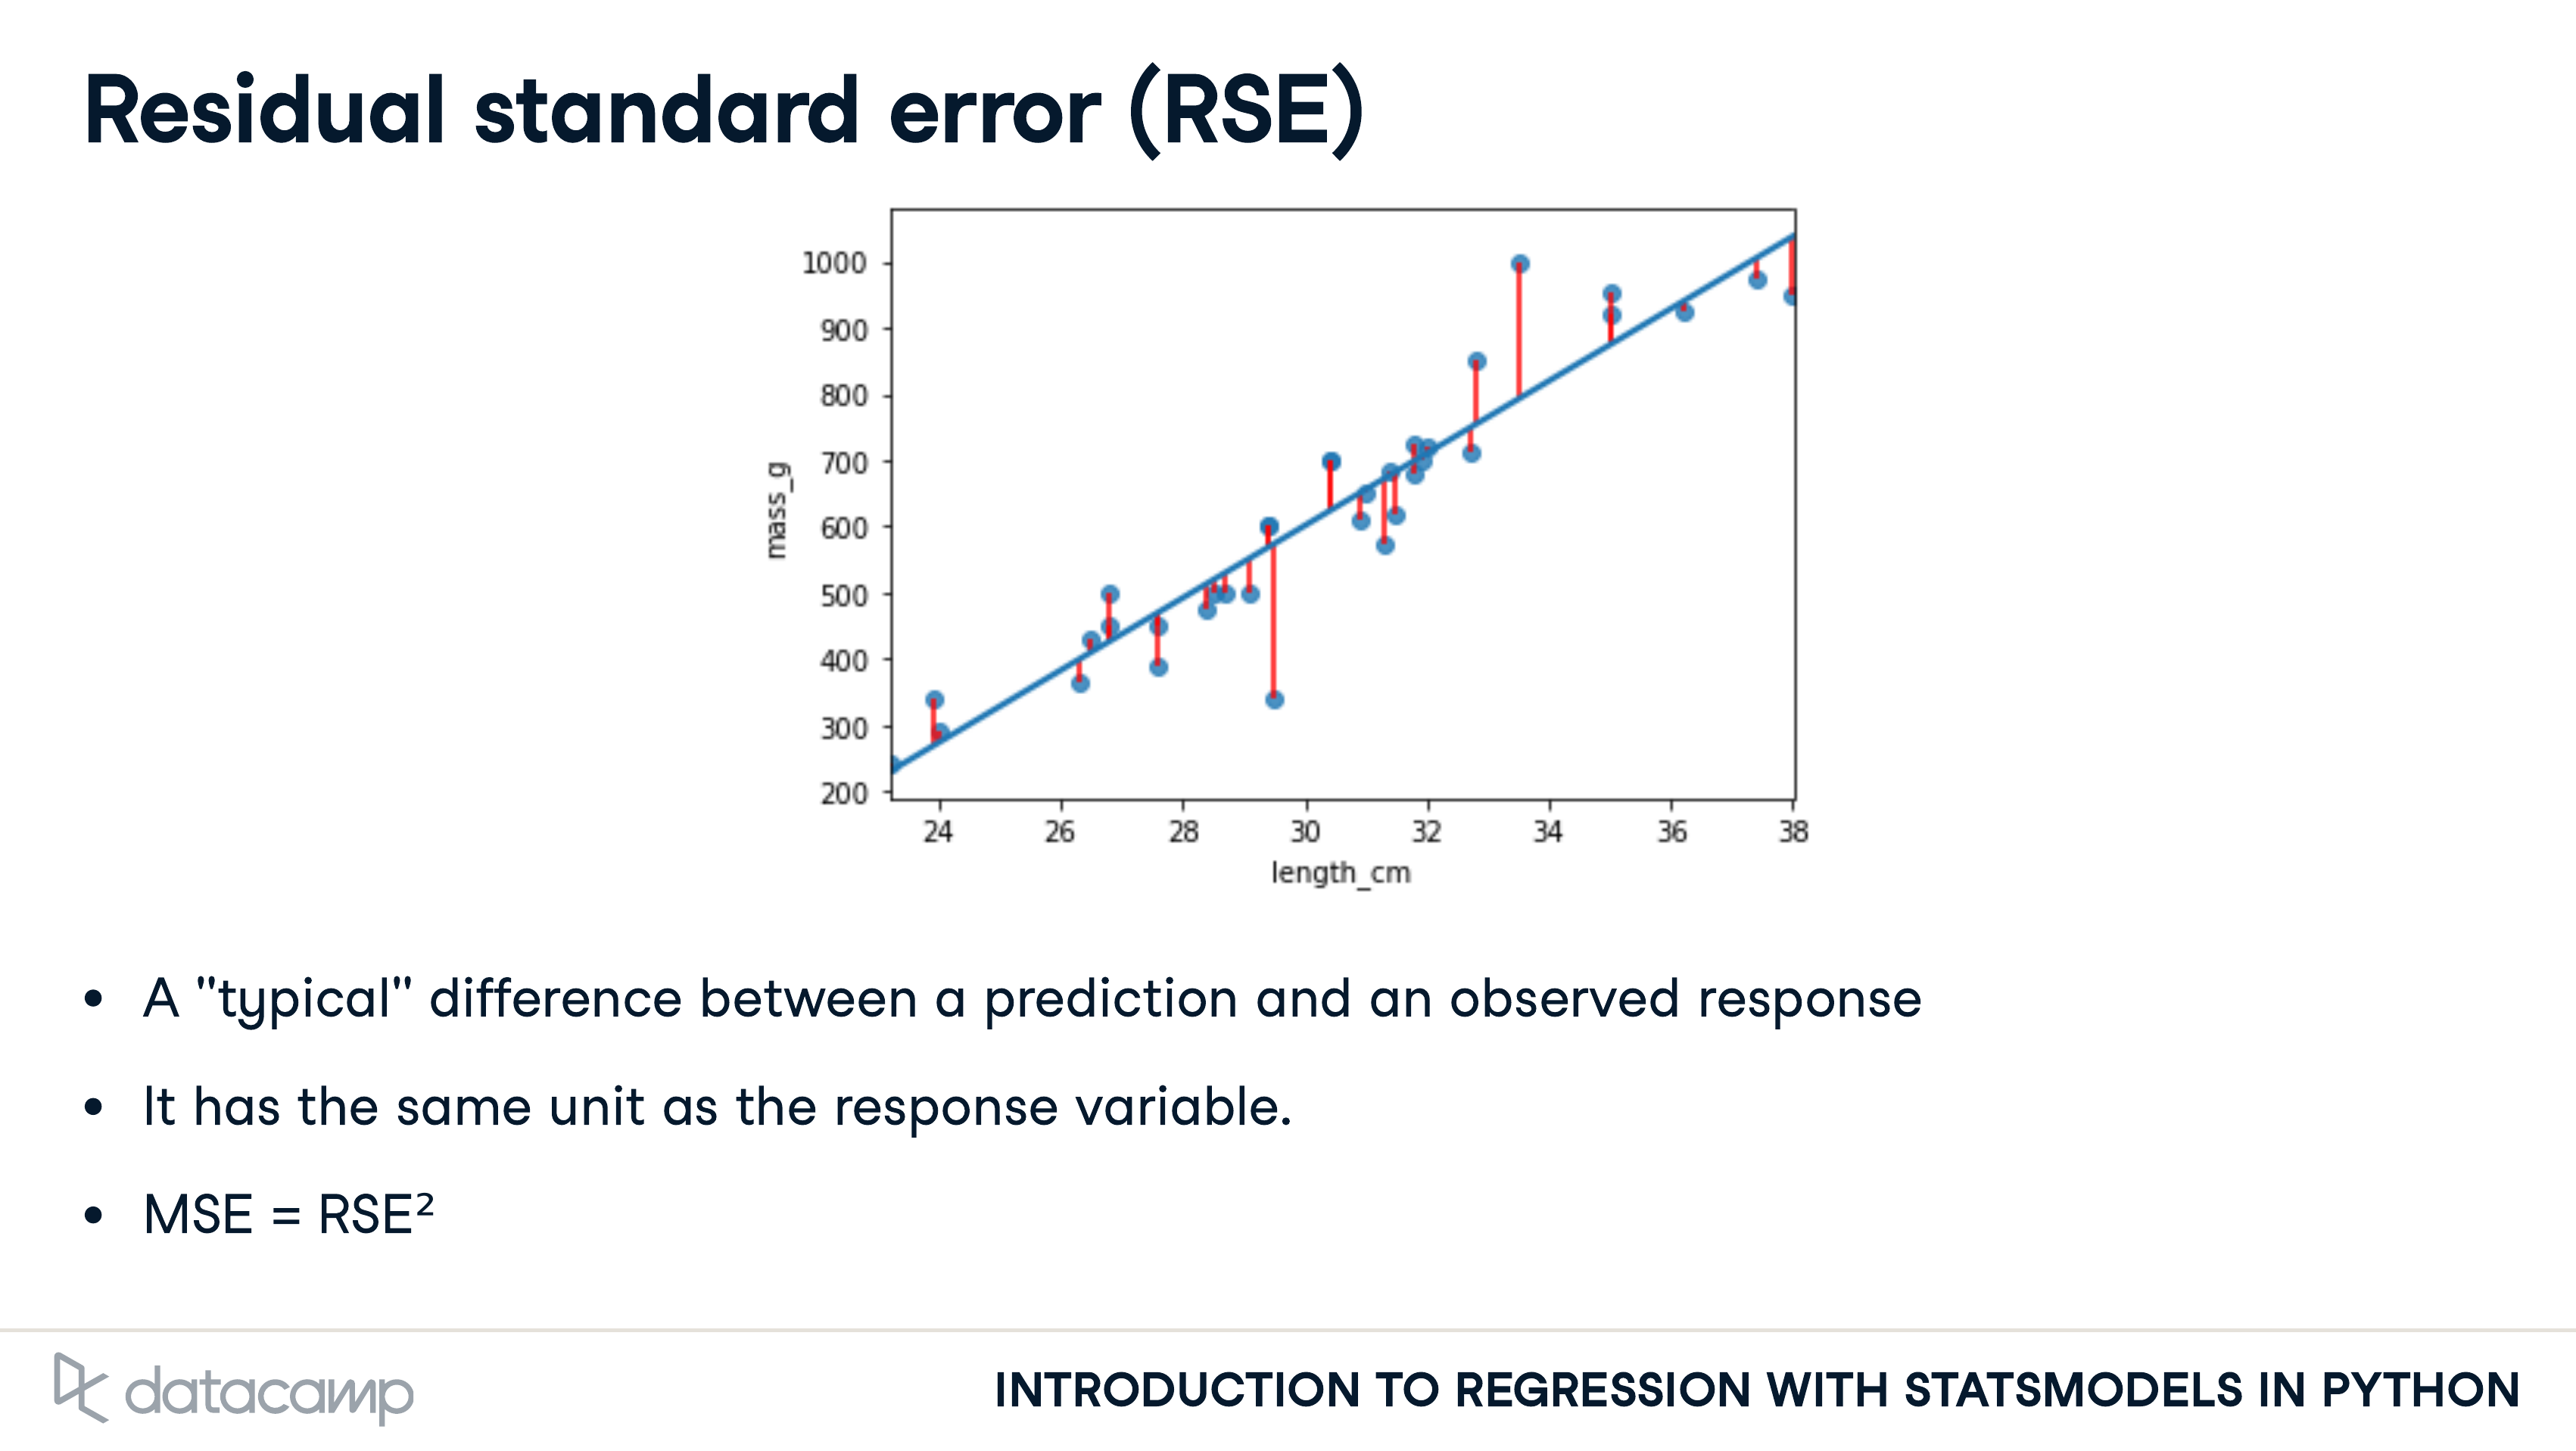 Residual standard error (RSE)
1000
900
800
700
600
500
400
300
200
mass_g
24 26 28 30 32 34 36 38
length_cm
• A "typical" difference between a prediction and an observed response
• It has the same unit as the response variable.
• MSE = RSE²
datacamp
INTRODUCTION TO REGRESSION WITH STATSMODELS IN PYTHON